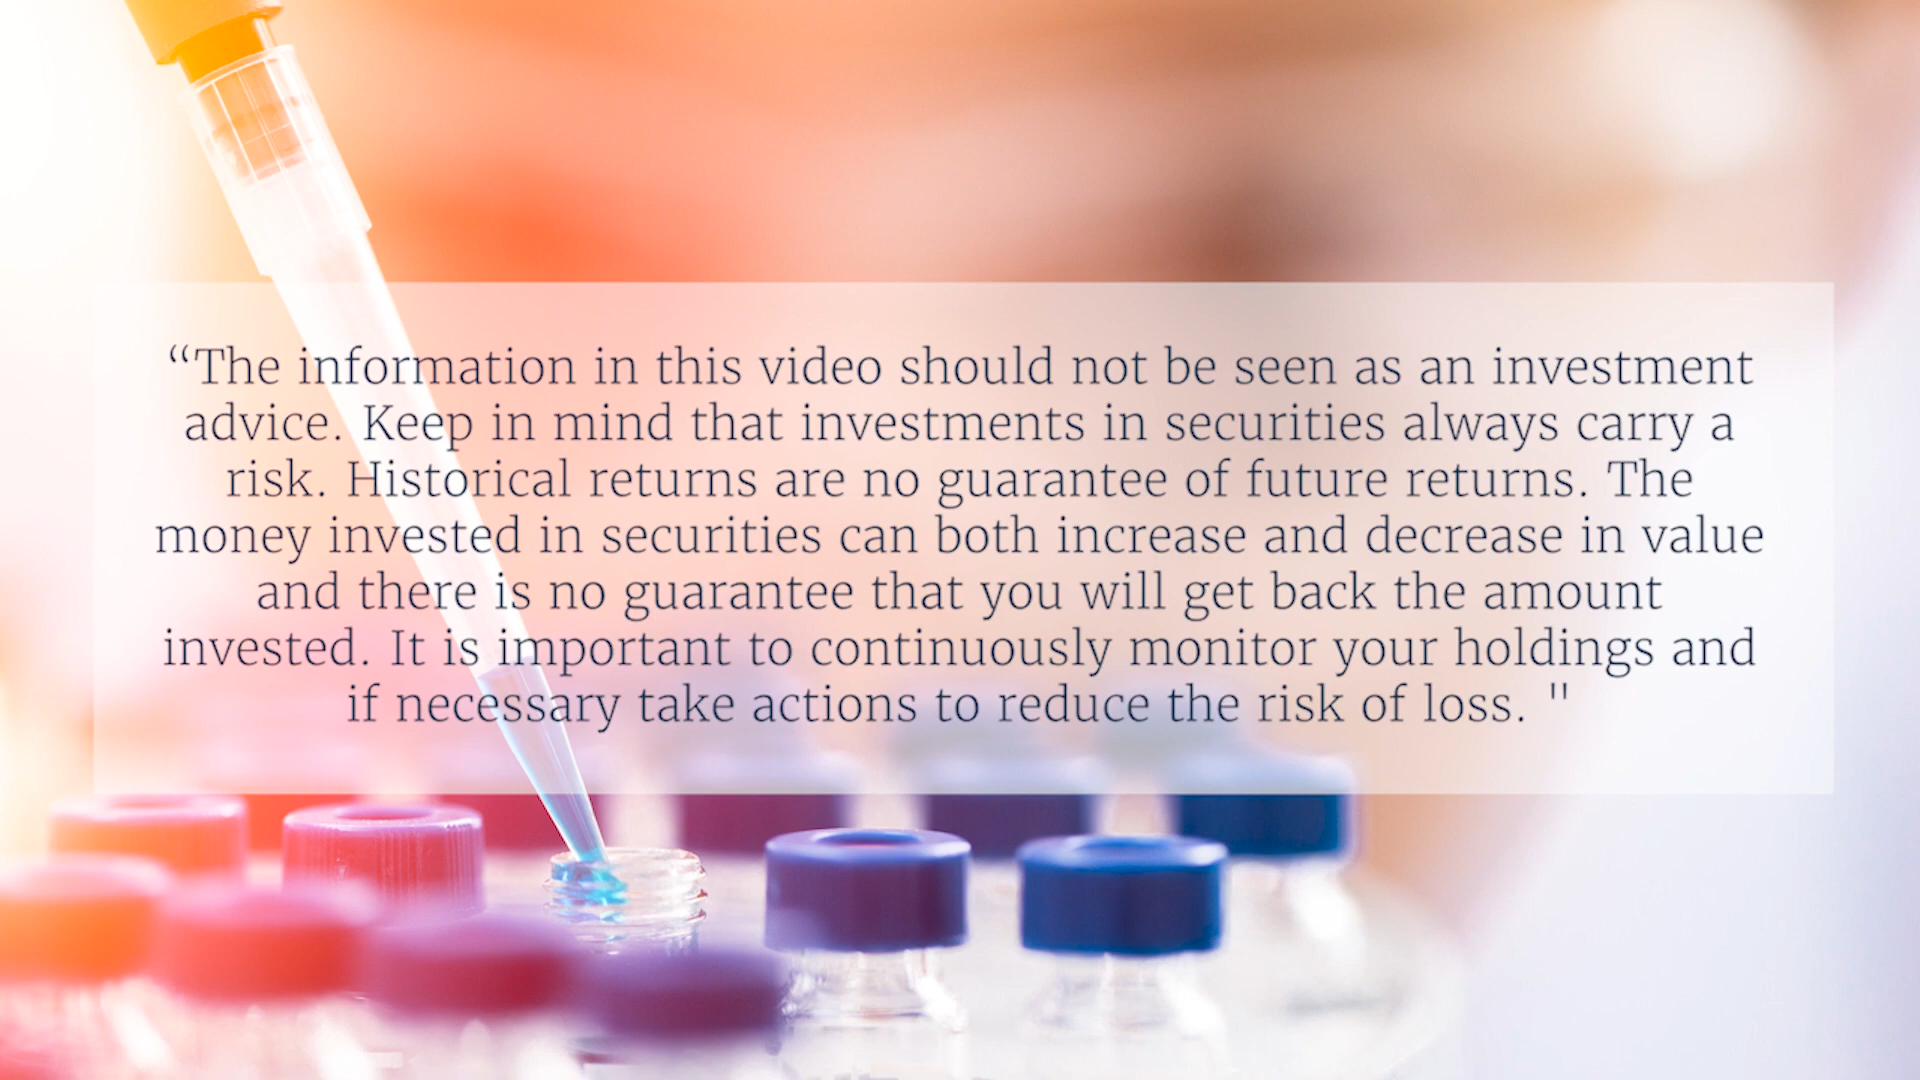 “The information in this video should not be seen as an investment
advice. Keep in mind that investments in securities always carry a
risk. Historical returns are no guarantee of future returns. The
money invested in securities can both increase and decrease in value
and there is no guarantee that you will get back the amount
invested. It is important to continuously monitor your holdings and
if necessary take actions to reduce the risk of loss. "